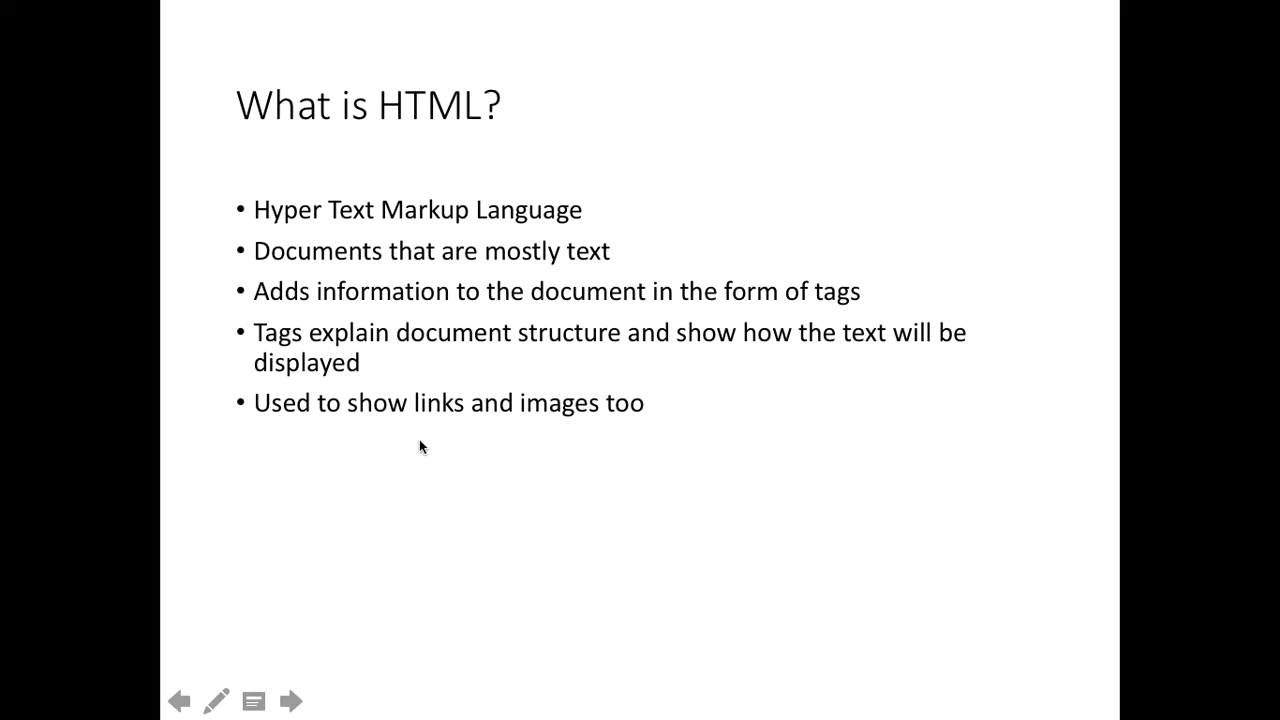 What is HTML?
• Hyper Text Markup Language
• Documents that are mostly text
• Adds information to the document in the form of tags
• Tags explain document structure and show how the text will be
displayed
• Used to show links and images too